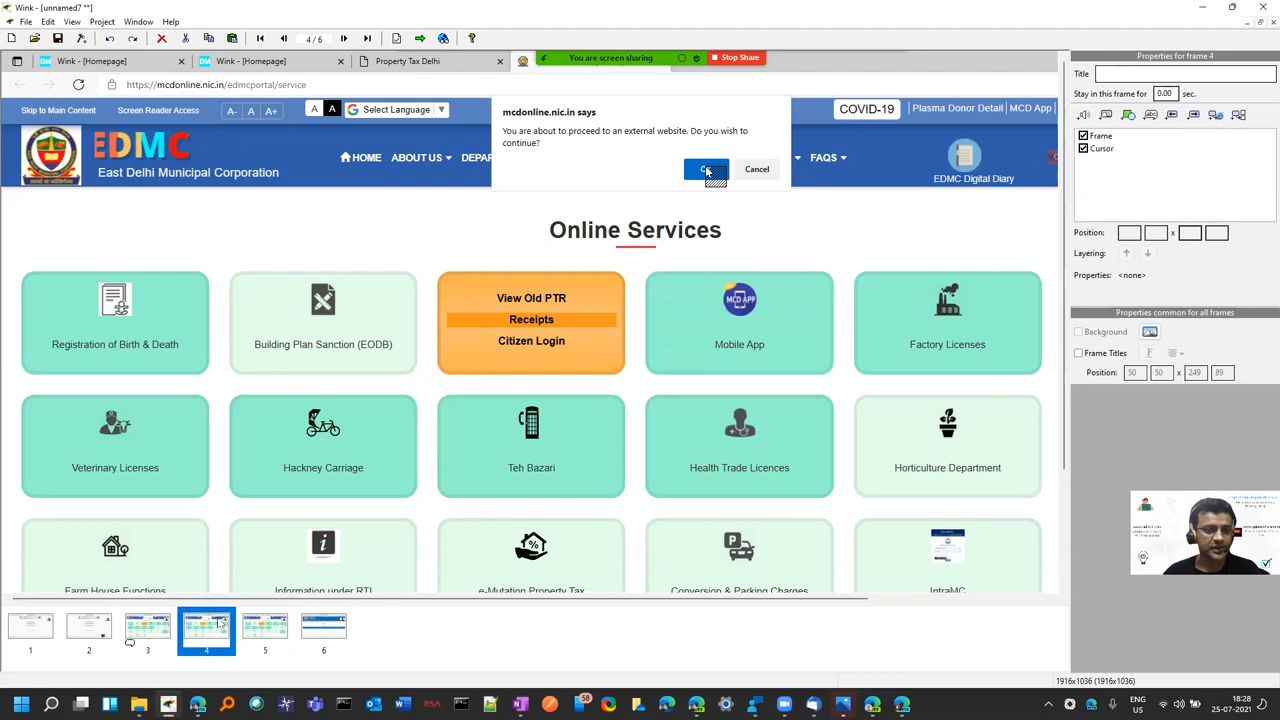 Wink - [unnamed7 **]
File Edit View Project Window Help
4 / 6
Wink - [Homepage]
Wink - [Homepage]
Property Tax Delhi
You are screen sharing
Stop Share
https://mcdonline.nic.in/edmcportal/service
Skip to Main Content
Screen Reader Access
A- A A+
A A
Select Language
mcdonline.nic.in says
You are about to proceed to an external website. Do you wish to
continue?
Cancel
COVID-19
Plasma Donor Detail
MCD App
EDMC
East Delhi Municipal Corporation
HOME
ABOUT US
DEPAR
FAQS
EDMC Digital Diary
Online Services
Registration of Birth & Death
Building Plan Sanction (EODB)
View Old PTR
Receipts
Citizen Login
MCD APP
Mobile App
Factory Licenses
Veterinary Licenses
Hackney Carriage
Teh Bazari
Health Trade Licences
Horticulture Department
Farm House Functions
Information under RTI
e-Mutation Property Tax
Conversion & Parking Charges
IntraMC
1 2 3 4 5 6
Properties for frame 4
Title
Stay in this frame for 0.00 sec.
Frame
Cursor
Position: x
Layering:
Properties: <none>
Properties common for all frames
Background
Frame Titles
Position: 50 50 x 249 89
1916x1036 (1916x1036)
RSA
58
ENG
US
18:28
25-07-2021